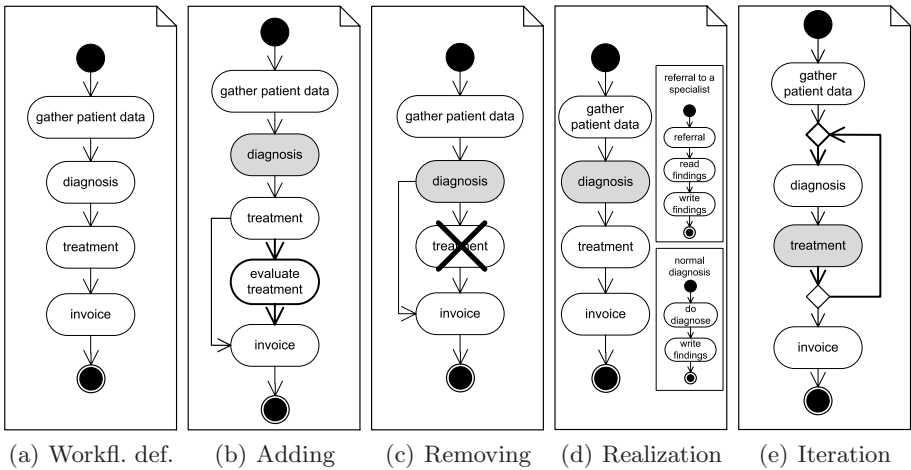 gather patient data
diagnosis
treatment
invoice
(a) Workfl. def.
gather patient data
diagnosis
treatment
evaluate
treatment
invoice
(b) Adding
gather patient data
diagnosis
treatment
invoice
(c) Removing
gather
patient data
diagnosis
treatment
invoice
referral to a
specialist
referral
read
findings
write
findings
normal
diagnosis
do
diagnose
write
findings
(d) Realization
gather
patient data
diagnosis
treatment
invoice
(e) Iteration